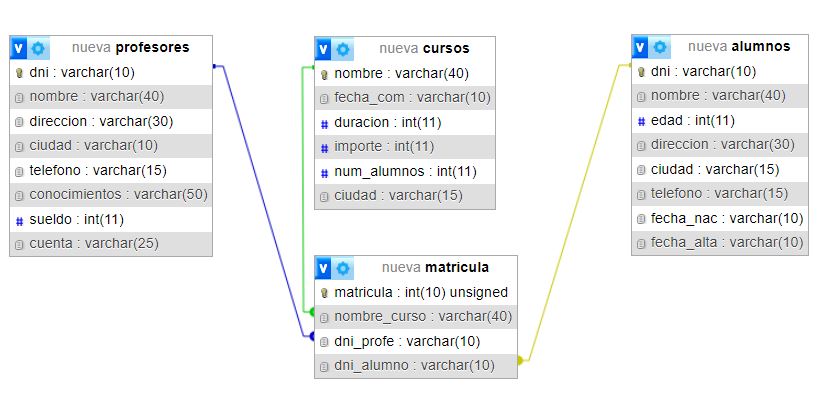 nueva profesores
dni : varchar(10)
nombre : varchar(40)
direccion : varchar(30)
ciudad : varchar(10)
telefono : varchar(15)
conocimientos : varchar(50)
# sueldo : int(11)
cuenta : varchar(25)
nueva cursos
nombre : varchar(40)
fecha_com : varchar(10)
# duracion : int(11)
# importe : int(11)
# num_alumnos : int(11)
ciudad : varchar(15)
nueva alumnos
dni : varchar(10)
nombre : varchar(40)
# edad : int(11)
direccion : varchar(30)
ciudad : varchar(15)
telefono : varchar(15)
fecha_nac : varchar(10)
fecha_alta : varchar(10)
nueva matricula
matricula : int(10) unsigned
nombre_curso : varchar(40)
dni_profe : varchar(10)
dni_alumno : varchar(10)